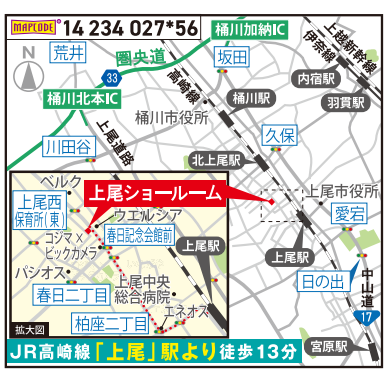 MAPCODE® 14 234 027*56
桶川加納IC
荒井
圏央道
坂田
上越新幹線
伊奈線
33
高崎線
内宿駅
羽貫駅
桶川北本IC
桶川駅
桶川市役所
久保
上尾道路
川田谷
北上尾駅
ベルク
上尾ショールーム
上尾市役所
上尾西
保育所(東)
ウエルシア
愛宕
春日記念会館前
コジマ×
ビックカメラ
上尾駅
上尾駅
パシオス
上尾中央
総合病院
日の出
中山道
春日二丁目
エネオス
17
柏座二丁目
拡大図
宮原駅
JR高崎線「上尾」駅より徒歩13分
N